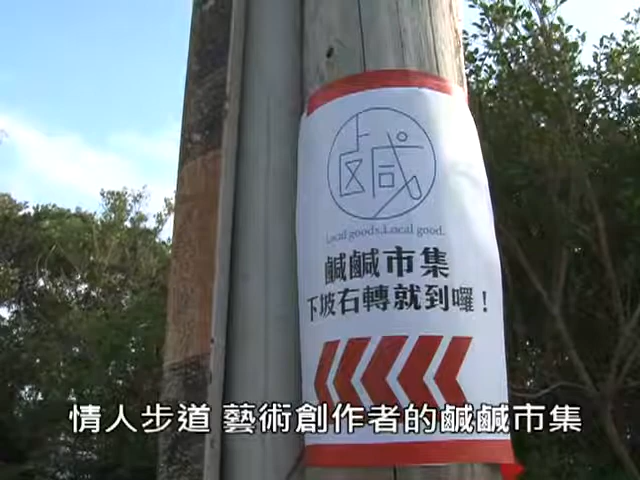 鹹
Local goods.Local good.
鹹鹹市集
下坡右轉就到囉！
情人步道 藝術創作者的鹹鹹市集